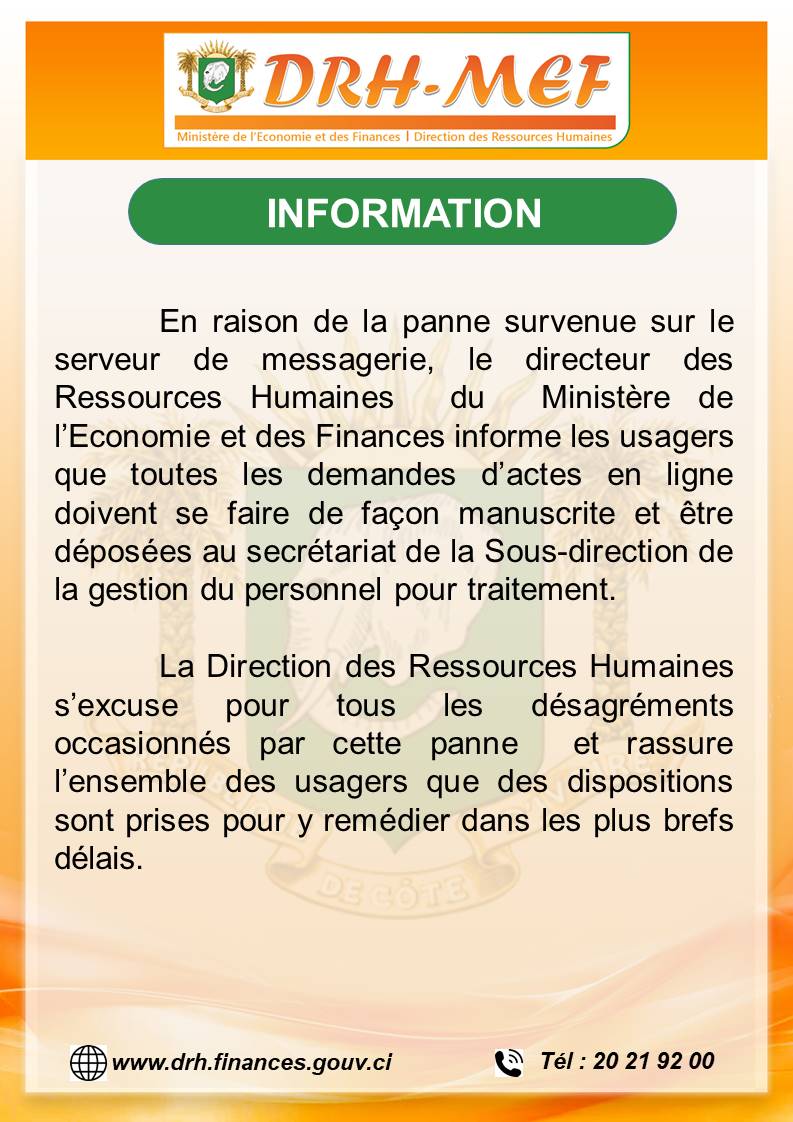 DRH-MEF
Ministère de l'Economie et des Finances | Direction des Ressources Humaines
INFORMATION
En raison de la panne survenue sur le
serveur de messagerie, le directeur des
Ressources Humaines du Ministère de
l'Economie et des Finances informe les usagers
que toutes les demandes d'actes en ligne
doivent se faire de façon manuscrite et être
déposées au secrétariat de la Sous-direction de
la gestion du personnel pour traitement.
La Direction des Ressources Humaines
s'excuse pour tous les désagréments
occasionnés par cette panne et rassure
l'ensemble des usagers que des dispositions
sont prises pour y remédier dans les plus brefs
délais.
DE CÔTE
www.drh.finances.gouv.ci
Tél : 20 21 92 00